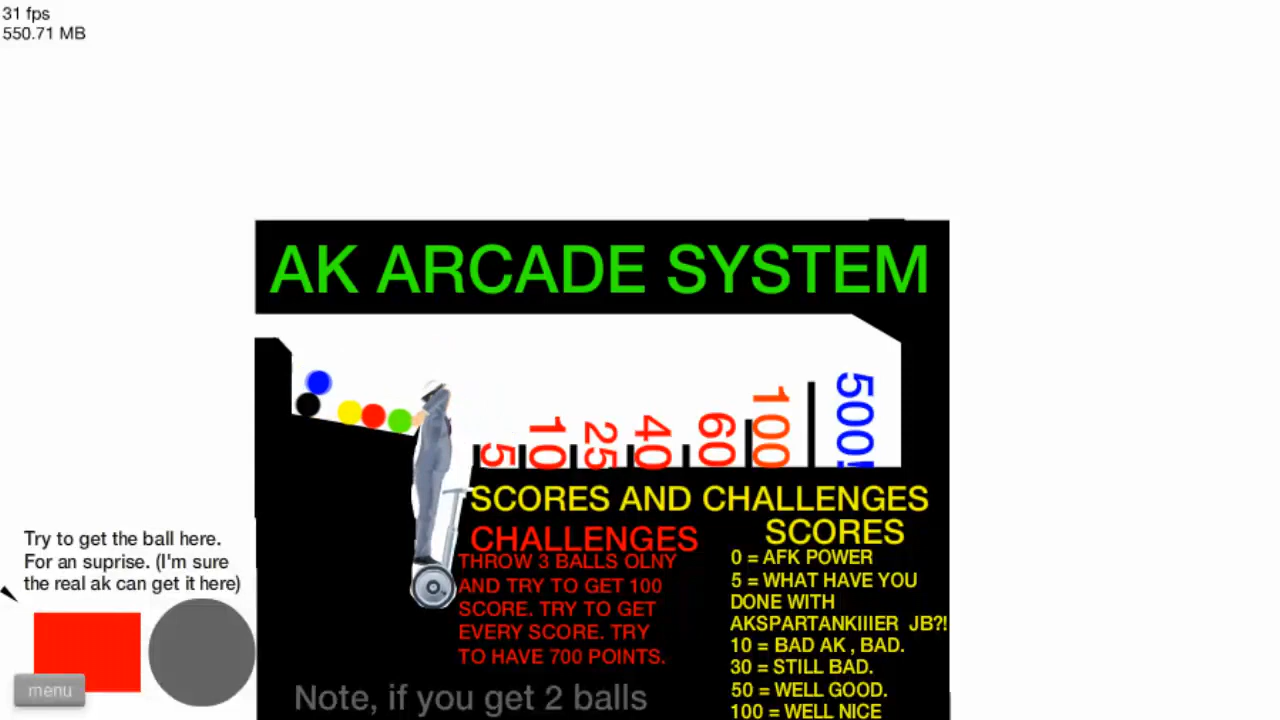 31 fps
550.71 MB
AK ARCADE SYSTEM
5
10
25
40
60
100
500!
SCORES AND CHALLENGES
CHALLENGES
THROW 3 BALLS OLNY
AND TRY TO GET 100
SCORE. TRY TO GET
EVERY SCORE. TRY
TO HAVE 700 POINTS.
SCORES
0 = AFK POWER
5 = WHAT HAVE YOU
DONE WITH
AKSPARTANKIIIER JB?!
10 = BAD AK , BAD.
30 = STILL BAD.
50 = WELL GOOD.
100 = WELL NICE
Note, if you get 2 balls
Try to get the ball here.
For an suprise. (I'm sure
the real ak can get it here)
menu